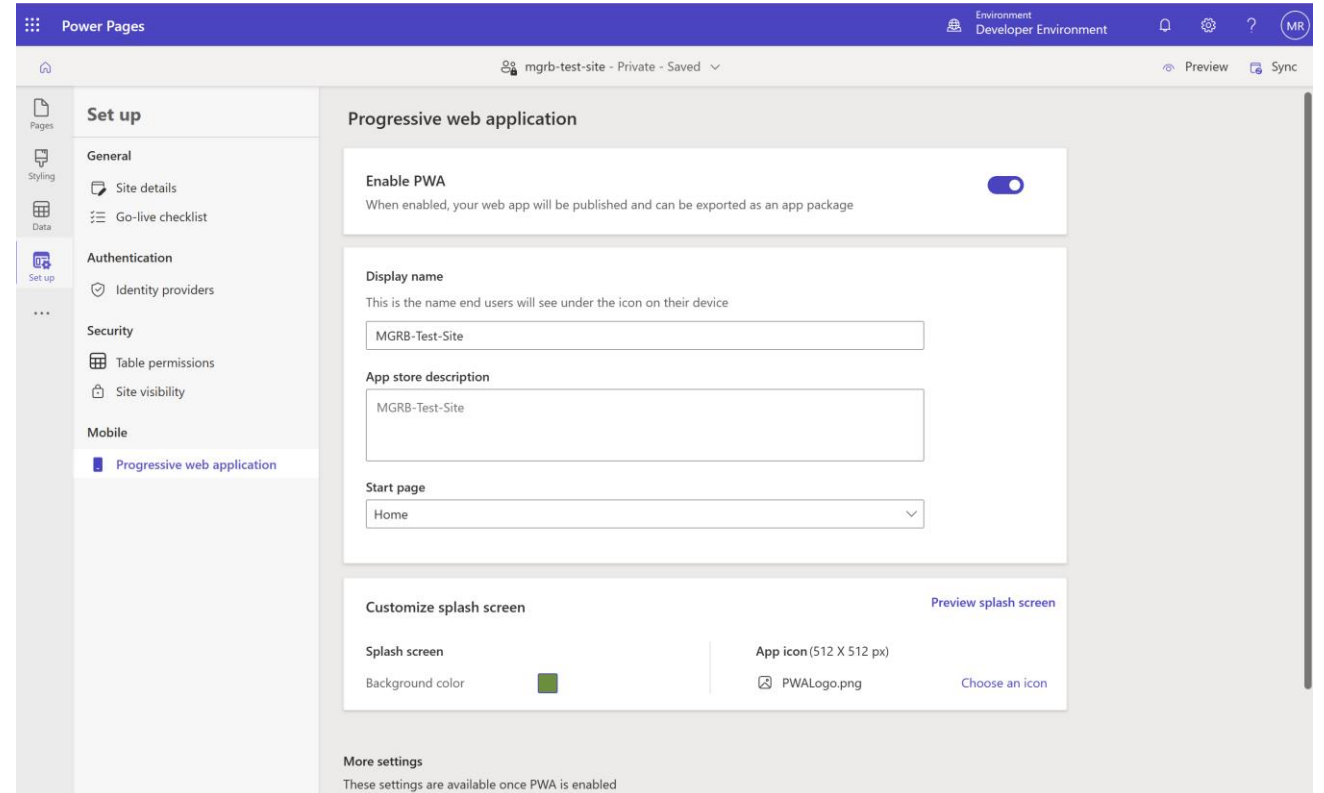 Power Pages
Environment
Developer Environment
MR
mgrb-test-site - Private - Saved
Preview
Sync
Pages
Styling
Data
Set up
Set up
General
Site details
Go-live checklist
Authentication
Identity providers
Security
Table permissions
Site visibility
Mobile
Progressive web application
Progressive web application
Enable PWA
When enabled, your web app will be published and can be exported as an app package
Display name
This is the name end users will see under the icon on their device
MGRB-Test-Site
App store description
MGRB-Test-Site
Start page
Home
Customize splash screen
Preview splash screen
Splash screen
Background color
App icon (512 X 512 px)
PWALogo.png
Choose an icon
More settings
These settings are available once PWA is enabled